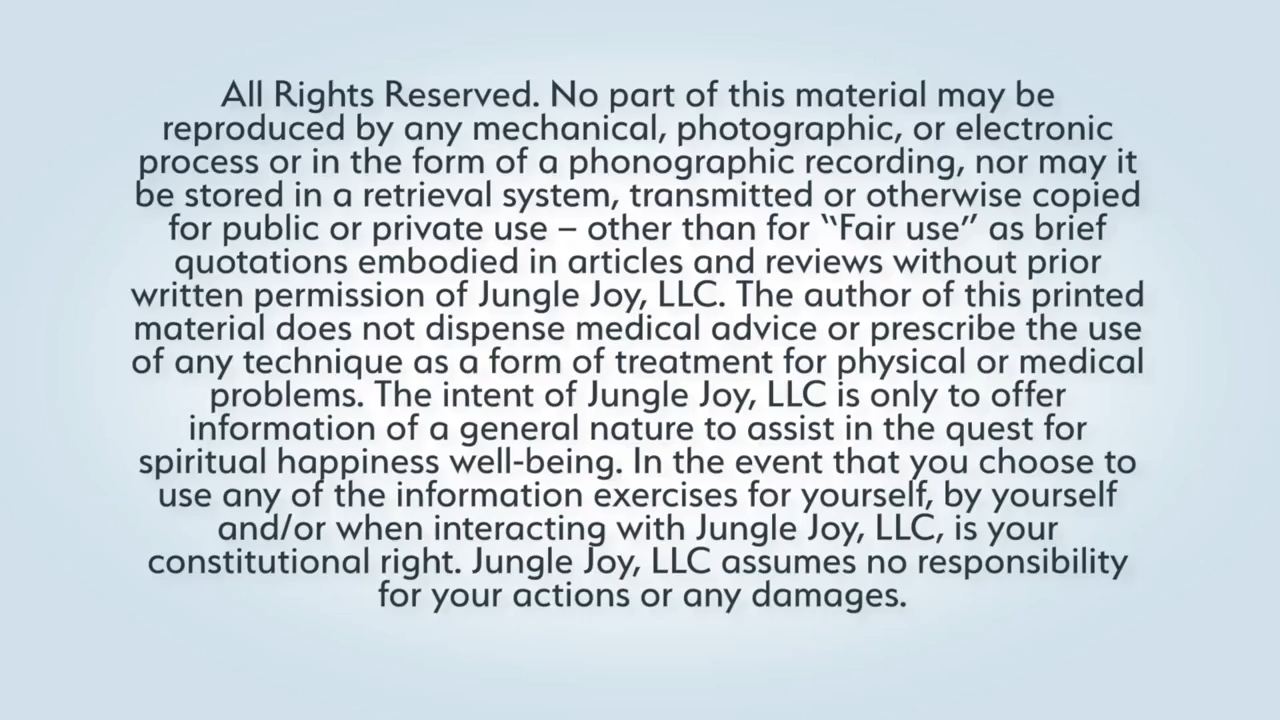 All Rights Reserved. No part of this material may be
reproduced by any mechanical, photographic, or electronic
process or in the form of a phonographic recording, nor may it
be stored in a retrieval system, transmitted or otherwise copied
for public or private use – other than for “Fair use” as brief
quotations embodied in articles and reviews without prior
written permission of Jungle Joy, LLC. The author of this printed
material does not dispense medical advice or prescribe the use
of any technique as a form of treatment for physical or medical
problems. The intent of Jungle Joy, LLC is only to offer
information of a general nature to assist in the quest for
spiritual happiness well-being. In the event that you choose to
use any of the information exercises for yourself, by yourself
and/or when interacting with Jungle Joy, LLC, is your
constitutional right. Jungle Joy, LLC assumes no responsibility
for your actions or any damages.